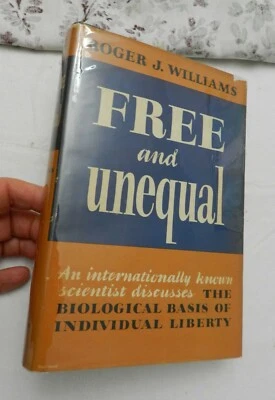 ROGER J. WILLIAMS
FREE
and
unequal
An internationally known
scientist discusses THE
BIOLOGICAL BASIS OF
INDIVIDUAL LIBERTY